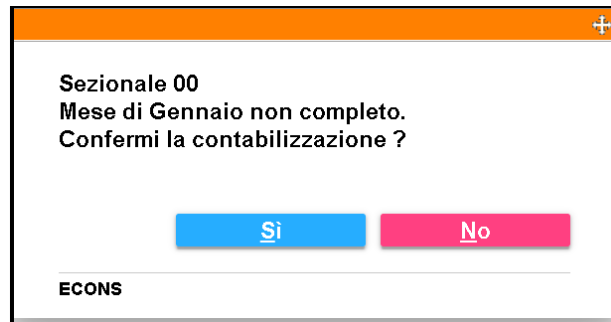 Sezionale 00
Mese di Gennaio non completo.
Confermi la contabilizzazione ?
Sì No
ECONS